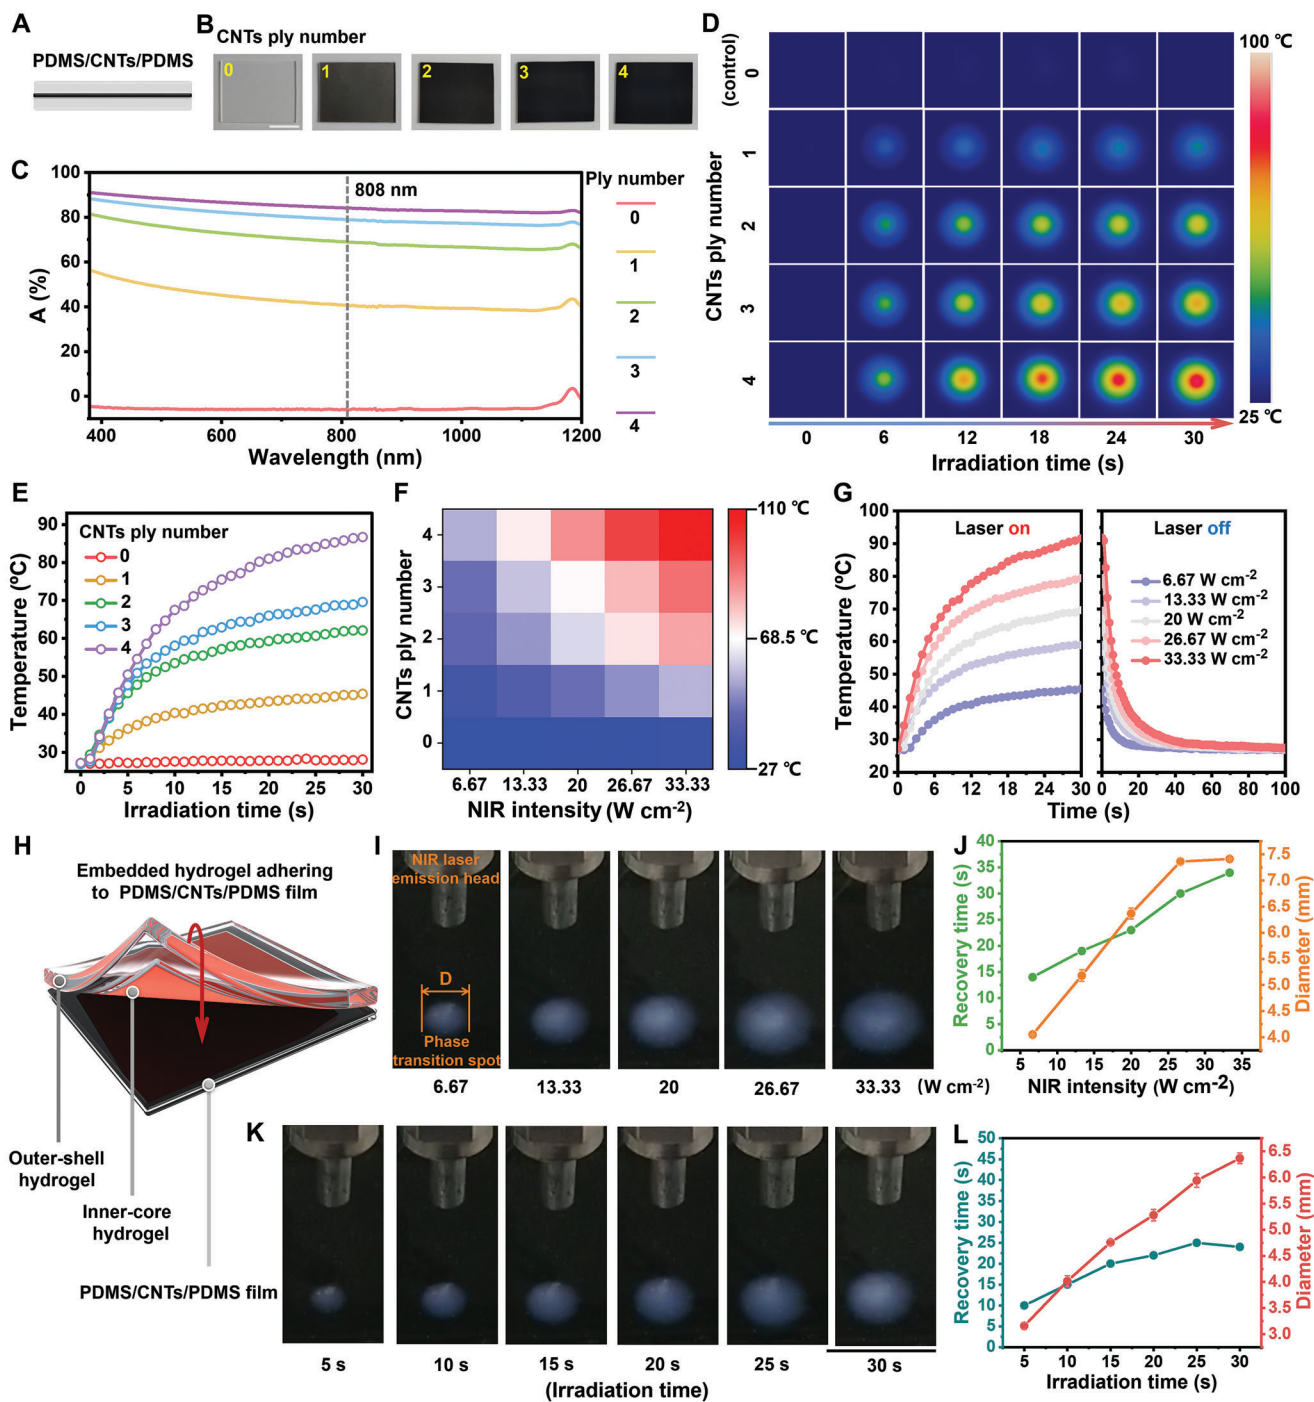 A
PDMS/CNTs/PDMS
B
CNTs ply number
0
1
2
3
4
C
A (%)
100
80
60
40
20
0
808 nm
400
600
800
1000
1200
Wavelength (nm)
Ply number
0
1
2
3
4
D
CNTs ply number
0
(control)
1
2
3
4
0
6
12
18
24
30
Irradiation time (s)
100 ℃
25 ℃
E
Temperature (ºC)
90
80
70
60
50
40
30
CNTs ply number
0
1
2
3
4
0
5
10
15
20
25
30
Irradiation time (s)
F
CNTs ply number
4
3
2
1
0
6.67
13.33
20
26.67
33.33
NIR intensity (W cm-2)
110 ℃
68.5℃
27 ℃
G
Temperature (ºC)
100
90
80
70
60
50
40
30
20
Laser on
Laser off
6.67 W cm-2
13.33 W cm-2
20 W cm-2
26.67 W cm-2
33.33 W cm-2
0
6
12
18
24
30
0
20
40
60
80
100
Time (s)
H
Embedded hydrogel adhering
to PDMS/CNTs/PDMS film
Outer-shell
hydrogel
Inner-core
hydrogel
PDMS/CNTs/PDMS film
I
NIR laser
emission head
D
Phase
transition spot
6.67
13.33
20
26.67
33.33
(W cm-2)
J
Recovery time (s)
40
35
30
25
20
15
10
5
0
5
10
15
20
25
30
35
NIR intensity (W cm-2)
7.5
7.0
6.5
6.0
5.5
5.0
4.5
4.0
Diameter (mm)
K
5 s
10 s
15 s
20 s
25 s
30 s
(Irradiation time)
L
Recovery time (s)
50
45
40
35
30
25
20
15
10
5
0
5
10
15
20
25
30
Irradiation time (s)
6.5
6.0
5.5
5.0
4.5
4.0
3.5
3.0
Diameter (mm)